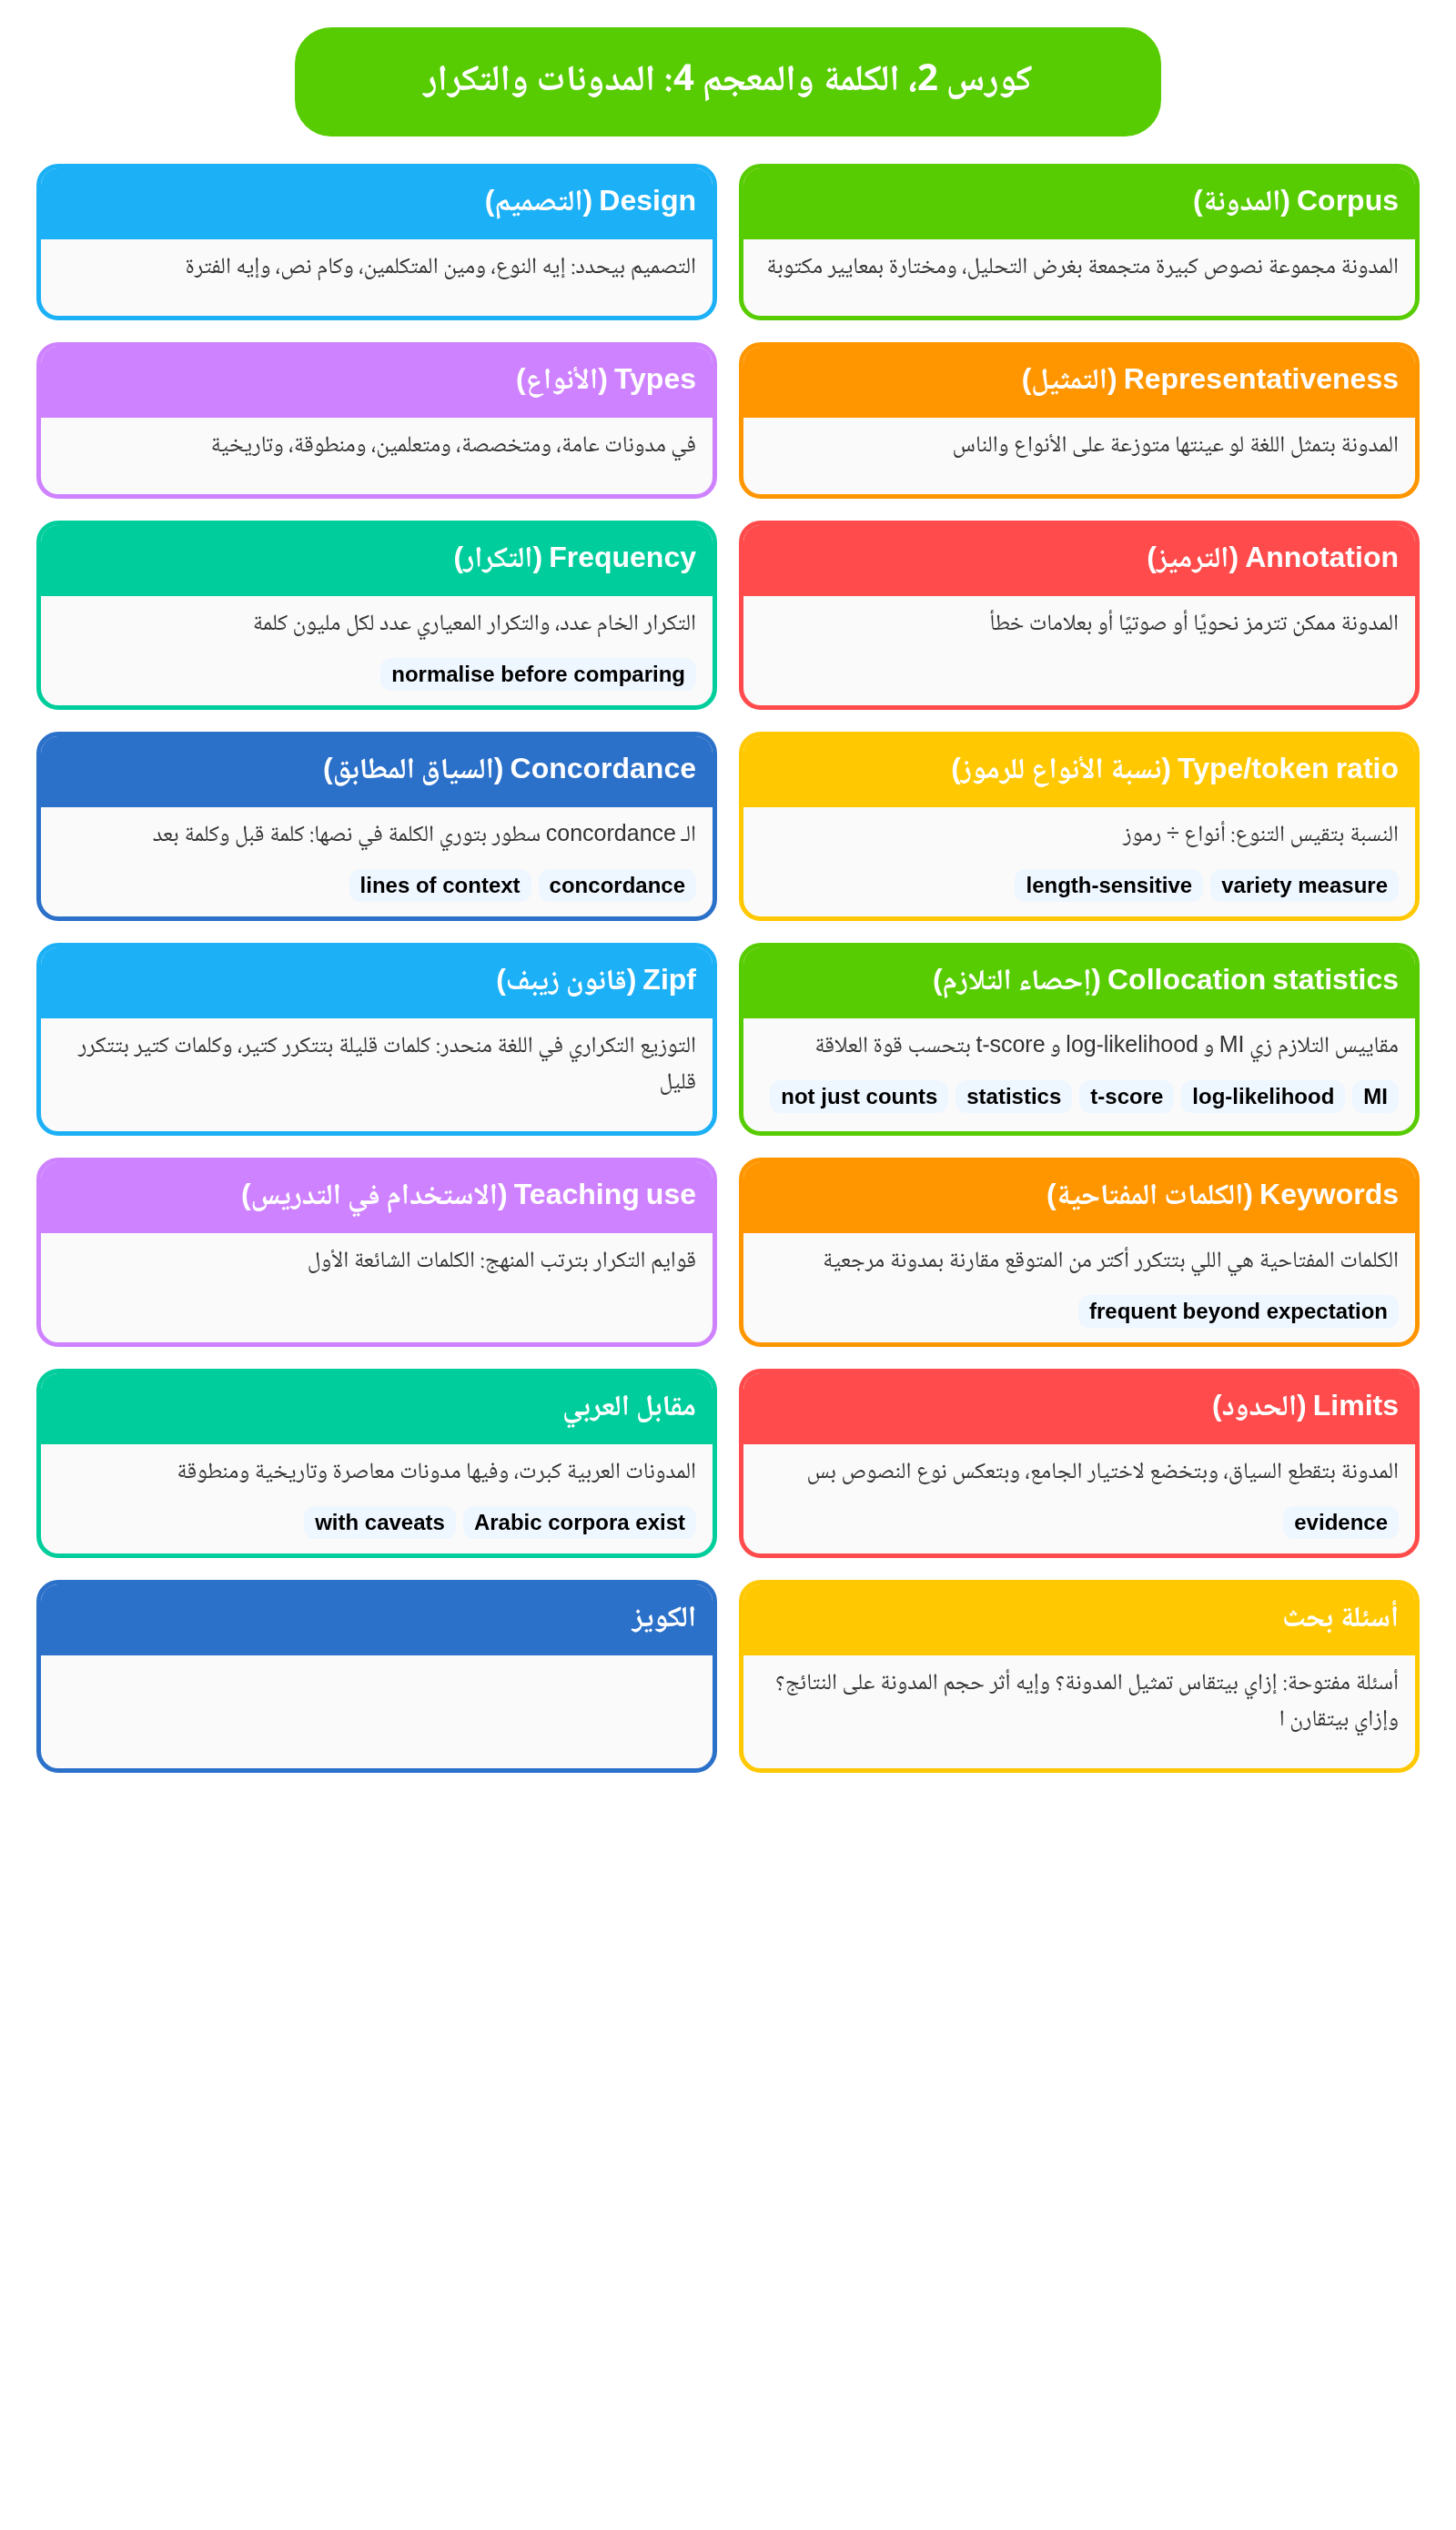 كورس 2، الكلمة والمعجم 4: المدونات والتكرار
Corpus (المدونة)
المدونة مجموعة نصوص كبيرة متجمعة بغرض التحليل، ومختارة بمعايير مكتوبة
Design (التصميم)
التصميم بيحدد: إيه النوع، ومين المتكلمين، وكام نص، وإيه الفترة
Representativeness (التمثيل)
المدونة بتمثل اللغة لو عينتها متوزعة على الأنواع والناس
Types (الأنواع)
في مدونات عامة، ومتخصصة، ومتعلمين، ومنطوقة، وتاريخية
Annotation (الترميز)
المدونة ممكن تترمز نحويًا أو صوتيًا أو بعلامات خطأ
Frequency (التكرار)
التكرار الخام عدد، والتكرار المعياري عدد لكل مليون كلمة
normalise before comparing
Type/token ratio (نسبة الأنواع للرموز)
النسبة بتقيس التنوع: أنواع ÷ رموز
variety measure length-sensitive
Concordance (السياق المطابق)
الـ concordance سطور بتوري الكلمة في نصها: كلمة قبل وكلمة بعد
concordance lines of context
Collocation statistics (إحصاء التلازم)
مقاييس التلازم زي MI و log-likelihood و t-score بتحسب قوة العلاقة
MI log-likelihood t-score statistics not just counts
Zipf (قانون زيبف)
التوزيع التكراري في اللغة منحدر: كلمات قليلة بتتكرر كتير، وكلمات كتير بتتكرر
قليل
Keywords (الكلمات المفتاحية)
الكلمات المفتاحية هي اللي بتتكرر أكتر من المتوقع مقارنة بمدونة مرجعية
frequent beyond expectation
Teaching use (الاستخدام في التدريس)
قوايم التكرار بترتب المنهج: الكلمات الشائعة الأول
Limits (الحدود)
المدونة بتقطع السياق، وبتخضع لاختيار الجامع، وبتعكس نوع النصوص بس
evidence
مقابل العربي
المدونات العربية كبرت، وفيها مدونات معاصرة وتاريخية ومنطوقة
Arabic corpora exist with caveats
أسئلة بحث
أسئلة مفتوحة: إزاي بيتقاس تمثيل المدونة؟ وإيه أثر حجم المدونة على النتائج؟
وإزاي بيتقارن ا
الكويز